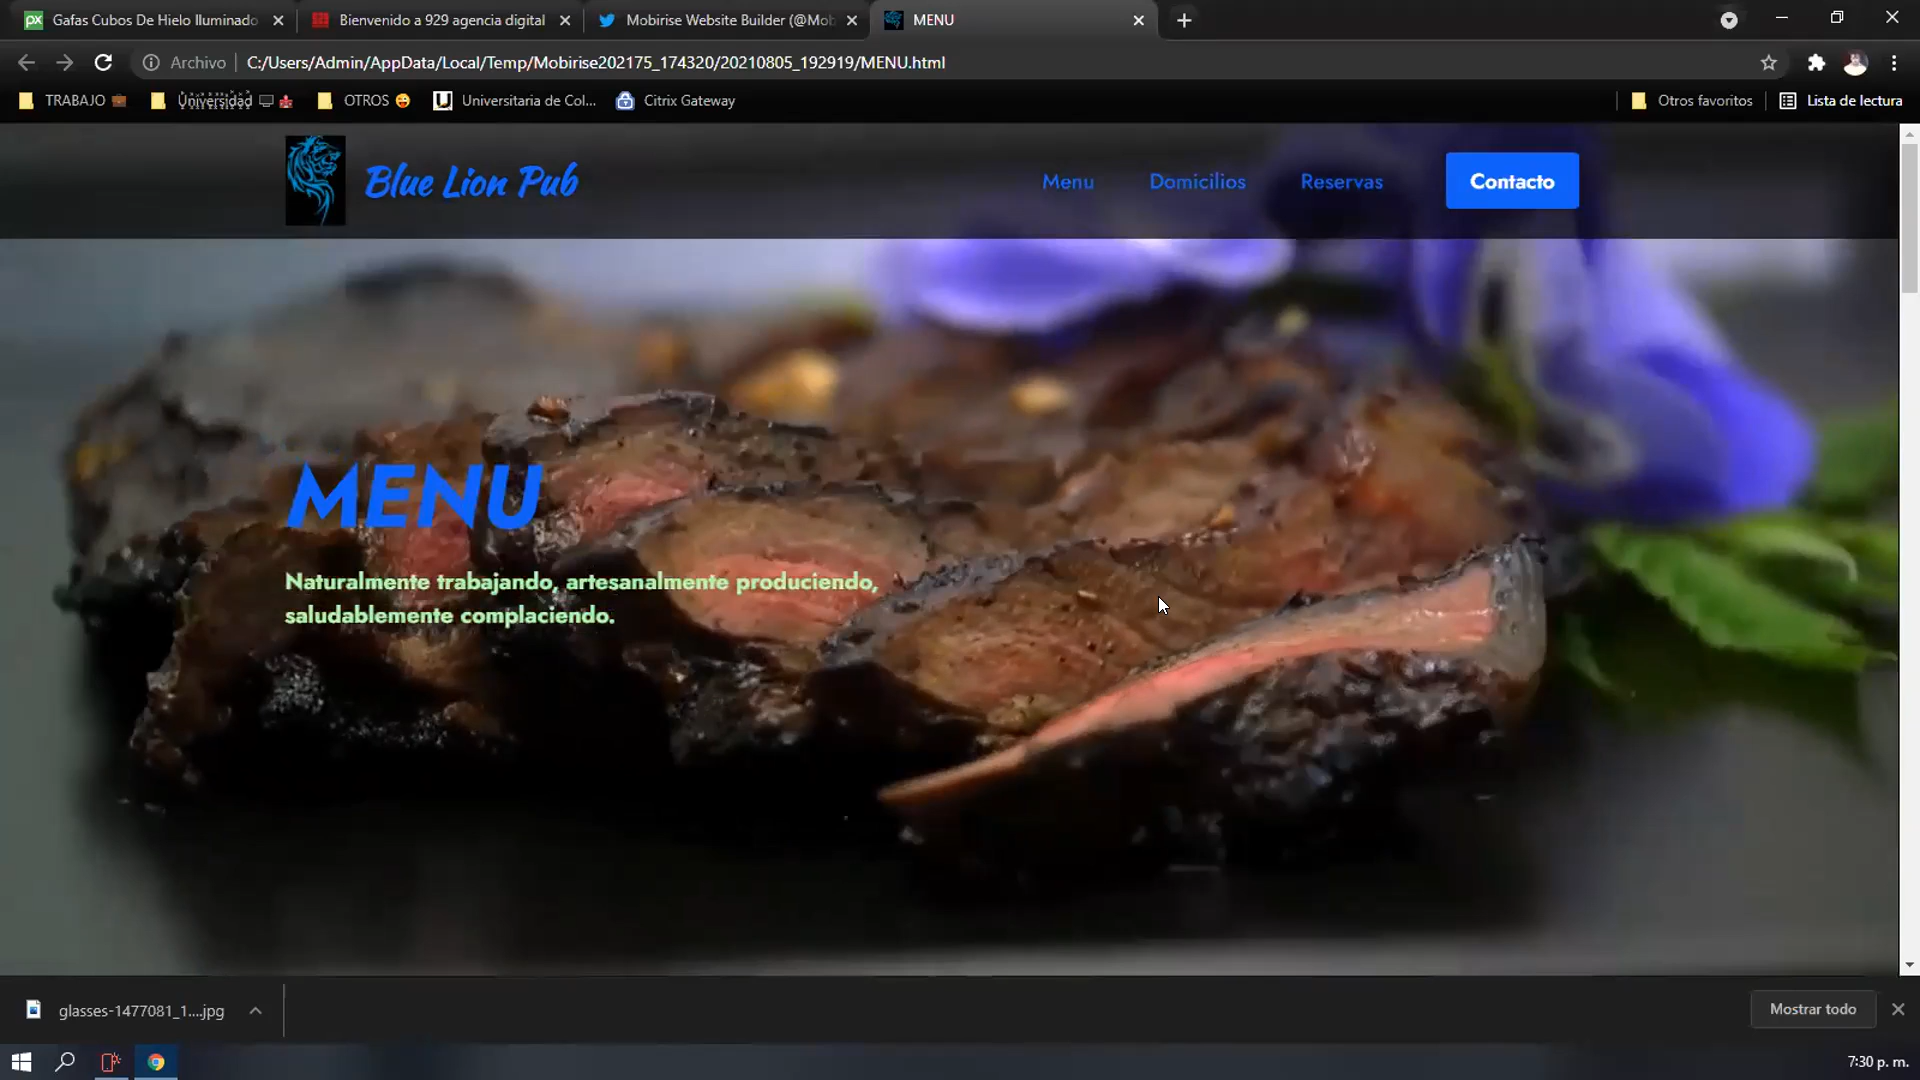 Gafas Cubos De Hielo Iluminado
Bienvenido a 929 agencia digital
Mobirise Website Builder (@Mob
MENU
Archivo
C:/Users/Admin/AppData/Local/Temp/Mobirise202175_174320/20210805_192919/MENU.html
TRABAJO
Universidad
OTROS
Universitaria de Col...
Citrix Gateway
Otros favoritos
Lista de lectura
Blue Lion Pub
Menu
Domicilios
Reservas
Contacto
MENU
Naturalmente trabajando, artesanalmente produciendo,
saludablemente complaciendo.
glasses-1477081_1....jpg
Mostrar todo
7:30 p. m.